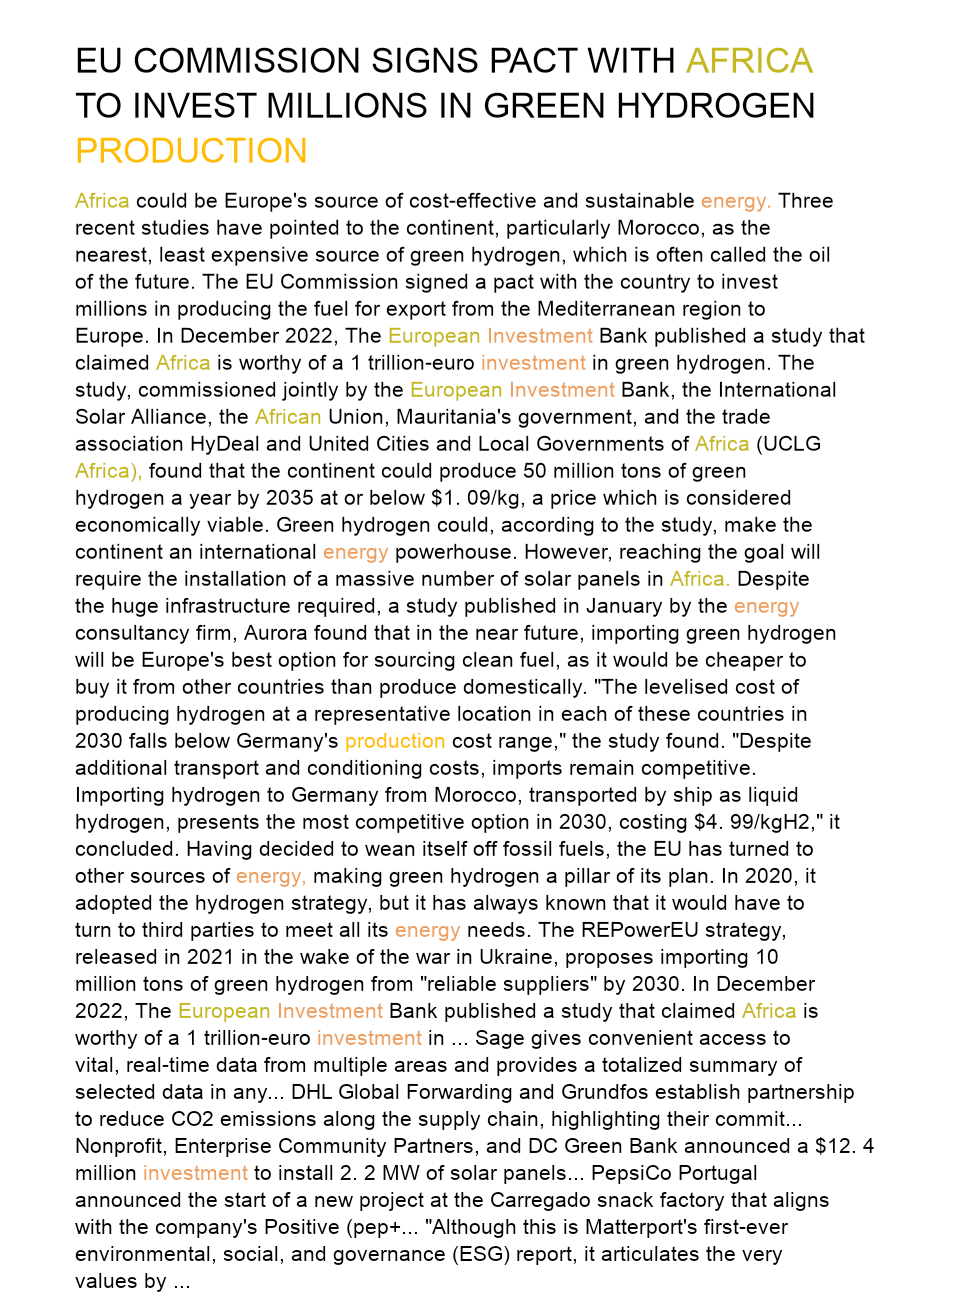 EU COMMISSION SIGNS PACT WITH AFRICA
TO INVEST MILLIONS IN GREEN HYDROGEN
PRODUCTION
Africa could be Europe's source of cost-effective and sustainable energy. Three
recent studies have pointed to the continent, particularly Morocco, as the
nearest, least expensive source of green hydrogen, which is often called the oil
of the future. The EU Commission signed a pact with the country to invest
millions in producing the fuel for export from the Mediterranean region to
Europe. In December 2022, The European Investment Bank published a study that
claimed Africa is worthy of a 1 trillion-euro investment in green hydrogen. The
study, commissioned jointly by the European Investment Bank, the International
Solar Alliance, the African Union, Mauritania's government, and the trade
association HyDeal and United Cities and Local Governments of Africa (UCLG
Africa), found that the continent could produce 50 million tons of green
hydrogen a year by 2035 at or below $1. 09/kg, a price which is considered
economically viable. Green hydrogen could, according to the study, make the
continent an international energy powerhouse. However, reaching the goal will
require the installation of a massive number of solar panels in Africa. Despite
the huge infrastructure required, a study published in January by the energy
consultancy firm, Aurora found that in the near future, importing green hydrogen
will be Europe's best option for sourcing clean fuel, as it would be cheaper to
buy it from other countries than produce domestically. "The levelised cost of
producing hydrogen at a representative location in each of these countries in
2030 falls below Germany's production cost range," the study found. "Despite
additional transport and conditioning costs, imports remain competitive.
Importing hydrogen to Germany from Morocco, transported by ship as liquid
hydrogen, presents the most competitive option in 2030, costing $4. 99/kgH2," it
concluded. Having decided to wean itself off fossil fuels, the EU has turned to
other sources of energy, making green hydrogen a pillar of its plan. In 2020, it
adopted the hydrogen strategy, but it has always known that it would have to
turn to third parties to meet all its energy needs. The REPowerEU strategy,
released in 2021 in the wake of the war in Ukraine, proposes importing 10
million tons of green hydrogen from "reliable suppliers" by 2030. In December
2022, The European Investment Bank published a study that claimed Africa is
worthy of a 1 trillion-euro investment in ... Sage gives convenient access to
vital, real-time data from multiple areas and provides a totalized summary of
selected data in any... DHL Global Forwarding and Grundfos establish partnership
to reduce CO2 emissions along the supply chain, highlighting their commit...
Nonprofit, Enterprise Community Partners, and DC Green Bank announced a $12. 4
million investment to install 2. 2 MW of solar panels... PepsiCo Portugal
announced the start of a new project at the Carregado snack factory that aligns
with the company's Positive (pep+... "Although this is Matterport's first-ever
environmental, social, and governance (ESG) report, it articulates the very
values by ...